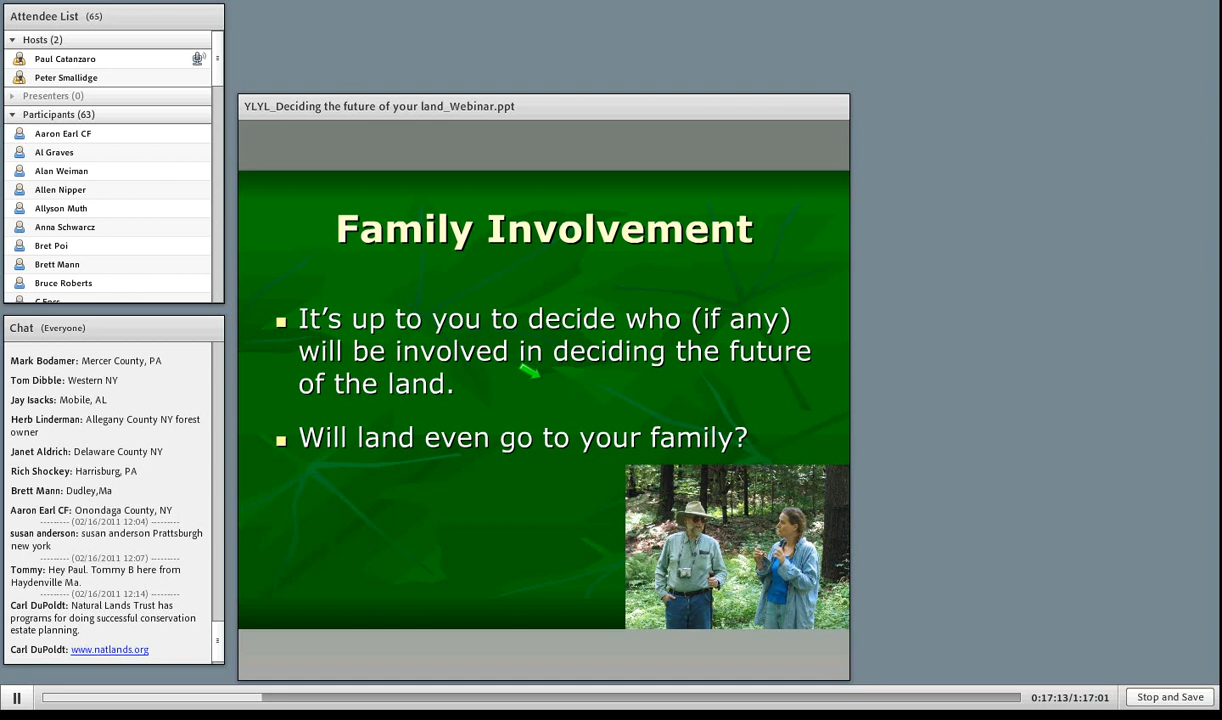 Attendee List (65)
Hosts (2)
Paul Catanzaro
Peter Smallidge
Presenters (0)
Participants (63)
Aaron Earl CF
Al Graves
Alan Weiman
Allen Nipper
Allyson Muth
Anna Schwarcz
Bret Poi
Brett Mann
Bruce Roberts
Chat (Everyone)
Mark Bodamer: Mercer County, PA
Tom Dibble: Western NY
Jay Isacks: Mobile, AL
Herb Linderman: Allegany County NY forest
owner
Janet Aldrich: Delaware County NY
Rich Shockey: Harrisburg, PA
Brett Mann: Dudley,Ma
Aaron Earl CF: Onondaga County, NY
--------- (02/16/2011 12:04) ---------
susan anderson: susan anderson Prattsburgh
new york
--------- (02/16/2011 12:07) ---------
Tommy: Hey Paul. Tommy B here from
Haydenville Ma.
--------- (02/16/2011 12:14) ---------
Carl DuPoldt: Natural Lands Trust has
programs for doing successful conservation
estate planning.
Carl DuPoldt: www.natlands.org
YLYL_Deciding the future of your land_Webinar.ppt
Family Involvement
It's up to you to decide who (if any)
will be involved in deciding the future
of the land.
Will land even go to your family?
0:17:13/1:17:01
Stop and Save